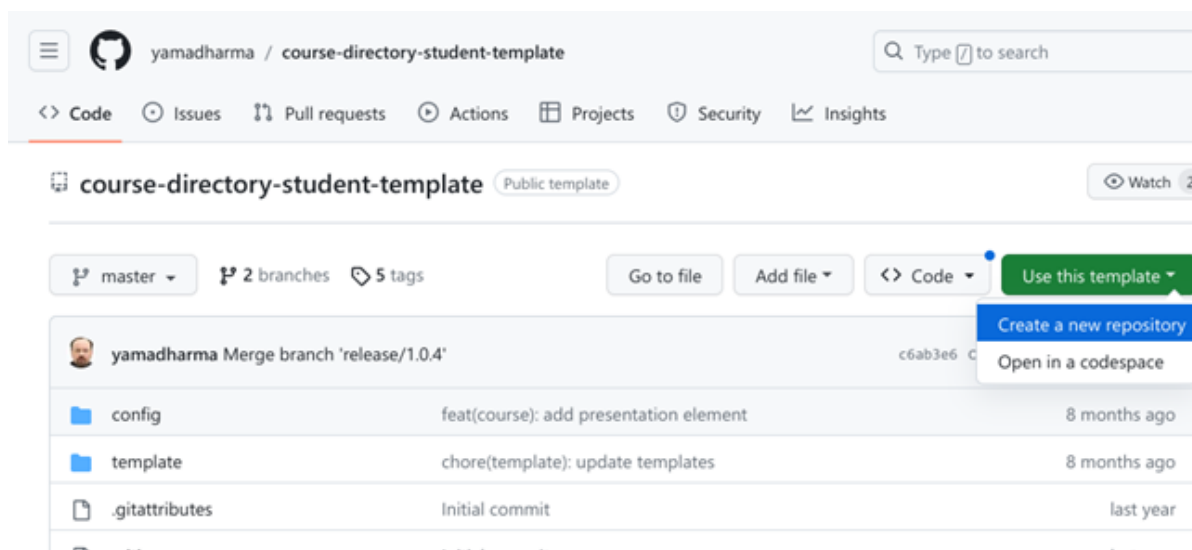 yamadharma / course-directory-student-template
Type / to search
Code Issues Pull requests Actions Projects Security Insights
course-directory-student-template Public template
Watch 2
master 2 branches 5 tags
Go to file Add file Code Use this template
Create a new repository
Open in a codespace
yamadharma Merge branch 'release/1.0.4' c6ab3e6
config feat(course): add presentation element 8 months ago
template chore(template): update templates 8 months ago
.gitattributes Initial commit last year